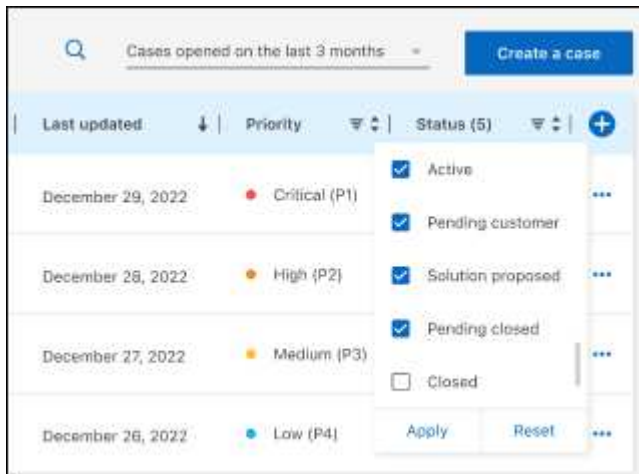 Cases opened on the last 3 months
Create a case
Last updated Priority Status (5)
Active
December 29, 2022 Critical (P1)
Pending customer
December 28, 2022 High (P2) Solution proposed
Pending closed
December 27, 2022 Medium (P3)
Closed
December 26, 2022 Low (P4) Apply Reset